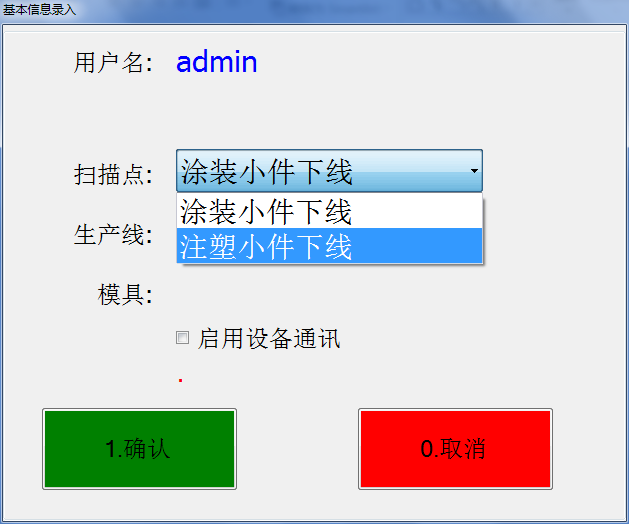 基本信息录入
用户名: admin
扫描点: 涂装小件下线
涂装小件下线
生产线:
注塑小件下线
模具:
启用设备通讯
.
1.确认
0.取消